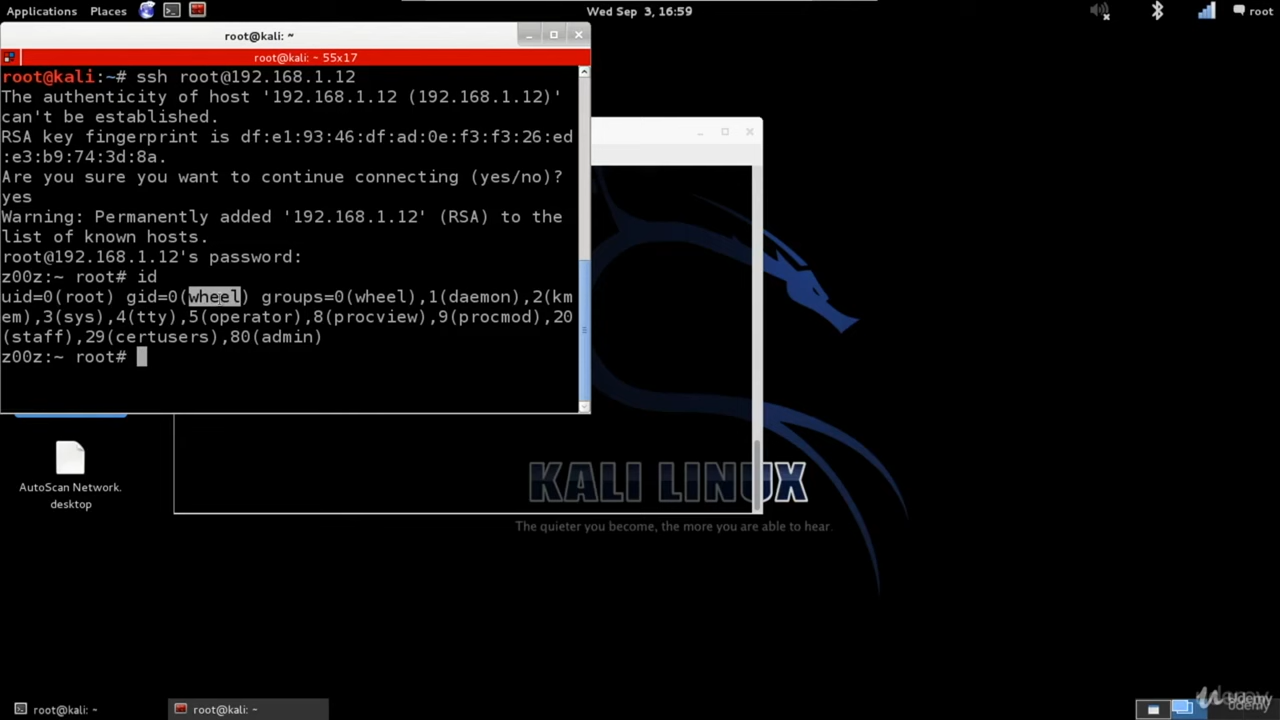 Applications Places Wed Sep 3, 16:59 root
root@kali: ~
root@kali: ~ 55x17
root@kali:~# ssh root@192.168.1.12
The authenticity of host '192.168.1.12 (192.168.1.12)'
can't be established.
RSA key fingerprint is df:e1:93:46:df:ad:0e:f3:f3:26:ed
:e3:b9:74:3d:8a.
Are you sure you want to continue connecting (yes/no)?
yes
Warning: Permanently added '192.168.1.12' (RSA) to the
list of known hosts.
root@192.168.1.12's password:
z00z:~ root# id
uid=0(root) gid=0(wheel) groups=0(wheel),1(daemon),2(km
em),3(sys),4(tty),5(operator),8(procview),9(procmod),20
(staff),29(certusers),80(admin)
z00z:~ root#
AutoScan Network.
desktop
KALI LINUX
The quieter you become, the more you are able to hear.
root@kali: ~ root@kali: ~
Udemy